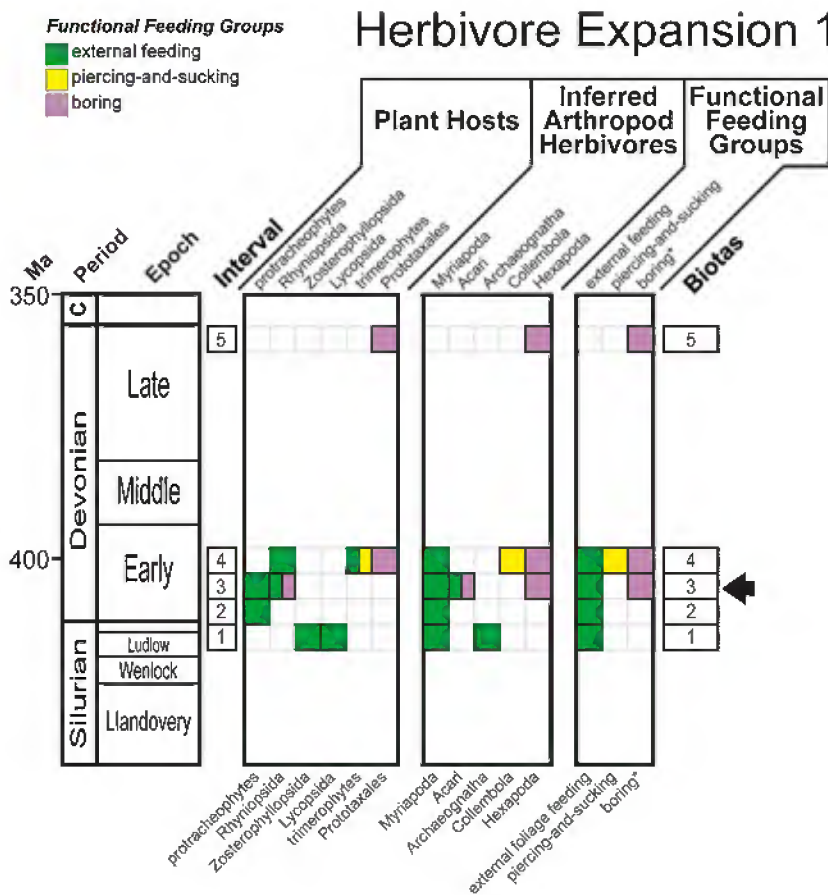 Functional Feeding Groups
external feeding
piercing-and-sucking
boring
Herbivore Expansion 1
Plant Hosts
Inferred
Arthropod
Herbivores
Functional
Feeding
Groups
Ma
Period
Epoch
Interval
protracheophytes
Rhyniopsida
Zosterophyllopsida
Lycopsida
trimerophytes
Prototaxales
Myriapoda
Acari
Archaeognatha
Collembola
Hexapoda
external feeding
piercing-and-sucking
boring*
Biotas
350
C
5
5
Late
Devonian
Middle
400
Early
4
4
3
3
2
2
Silurian
Ludlow
1
1
Wenlock
Llandovery
protracheophytes
Rhyniopsida
Zosterophyllopsida
Lycopsida
trimerophytes
Prototaxales
Myriapoda
Acari
Archaeognatha
Collembola
Hexapoda
external foliage feeding
piercing-and-sucking
boring*